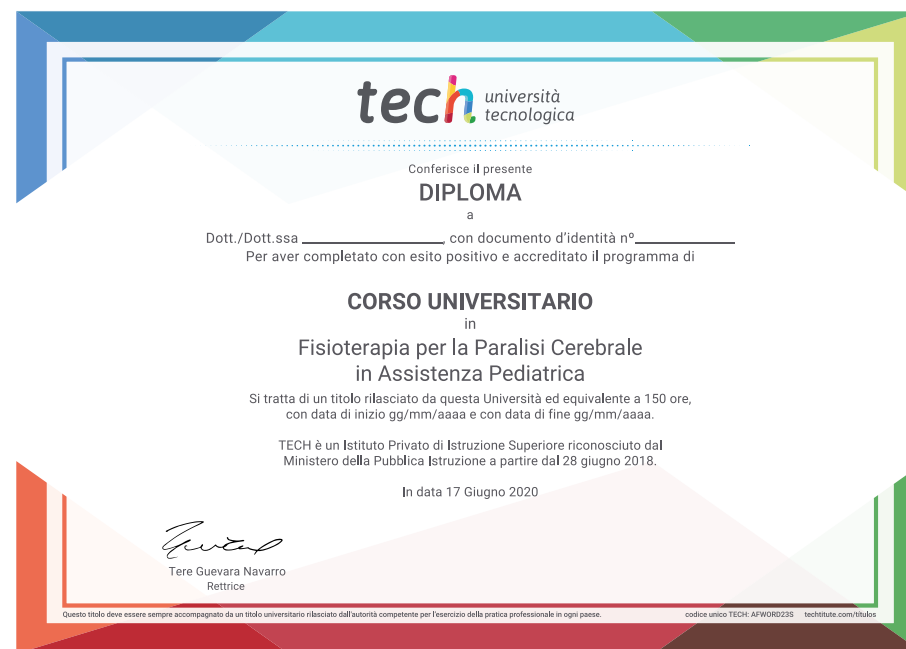 tech università
tecnologica
Conferisce il presente
DIPLOMA
a
Dott./Dott.ssa ____________________, con documento d'identità nº______________
Per aver completato con esito positivo e accreditato il programma di
CORSO UNIVERSITARIO
in
Fisioterapia per la Paralisi Cerebrale
in Assistenza Pediatrica
Si tratta di un titolo rilasciato da questa Università ed equivalente a 150 ore,
con data di inizio gg/mm/aaaa e con data di fine gg/mm/aaaa.
TECH è un Istituto Privato di Istruzione Superiore riconosciuto dal
Ministero della Pubblica Istruzione a partire dal 28 giugno 2018.
In data 17 Giugno 2020
Tere Guevara Navarro
Rettrice
Questo titolo deve essere sempre accompagnato da un titolo universitario rilasciato dall'autorità competente per l'esercizio della pratica professionale in ogni paese. codice unico TECH: AFWORD23S techtitute.com/titulos